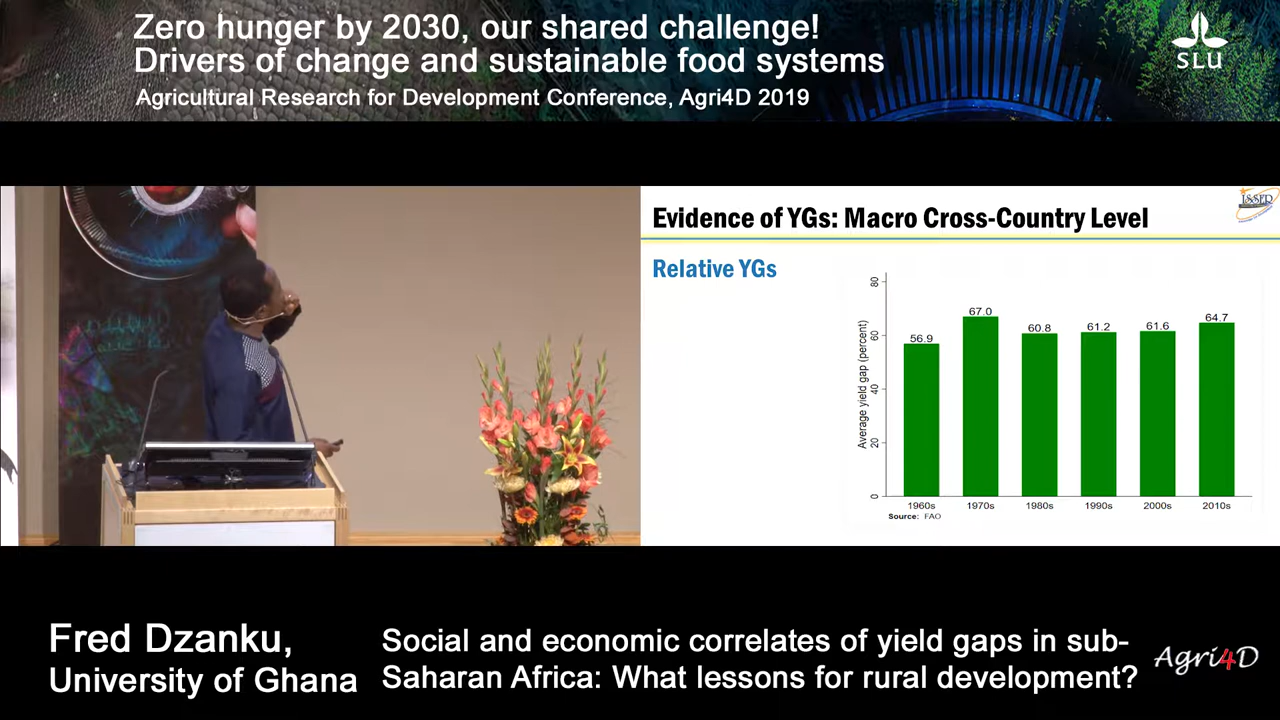 Zero hunger by 2030, our shared challenge!
Drivers of change and sustainable food systems
Agricultural Research for Development Conference, Agri4D 2019
SLU
ISSER
Evidence of YGs: Macro Cross-Country Level
Relative YGs
Average yield gap (percent)
80
60
40
20
0
56.9
67.0
60.8
61.2
61.6
64.7
1960s
1970s
1980s
1990s
2000s
2010s
Source: FAO
Fred Dzanku,
University of Ghana
Social and economic correlates of yield gaps in sub-
Saharan Africa: What lessons for rural development?
Agri4D